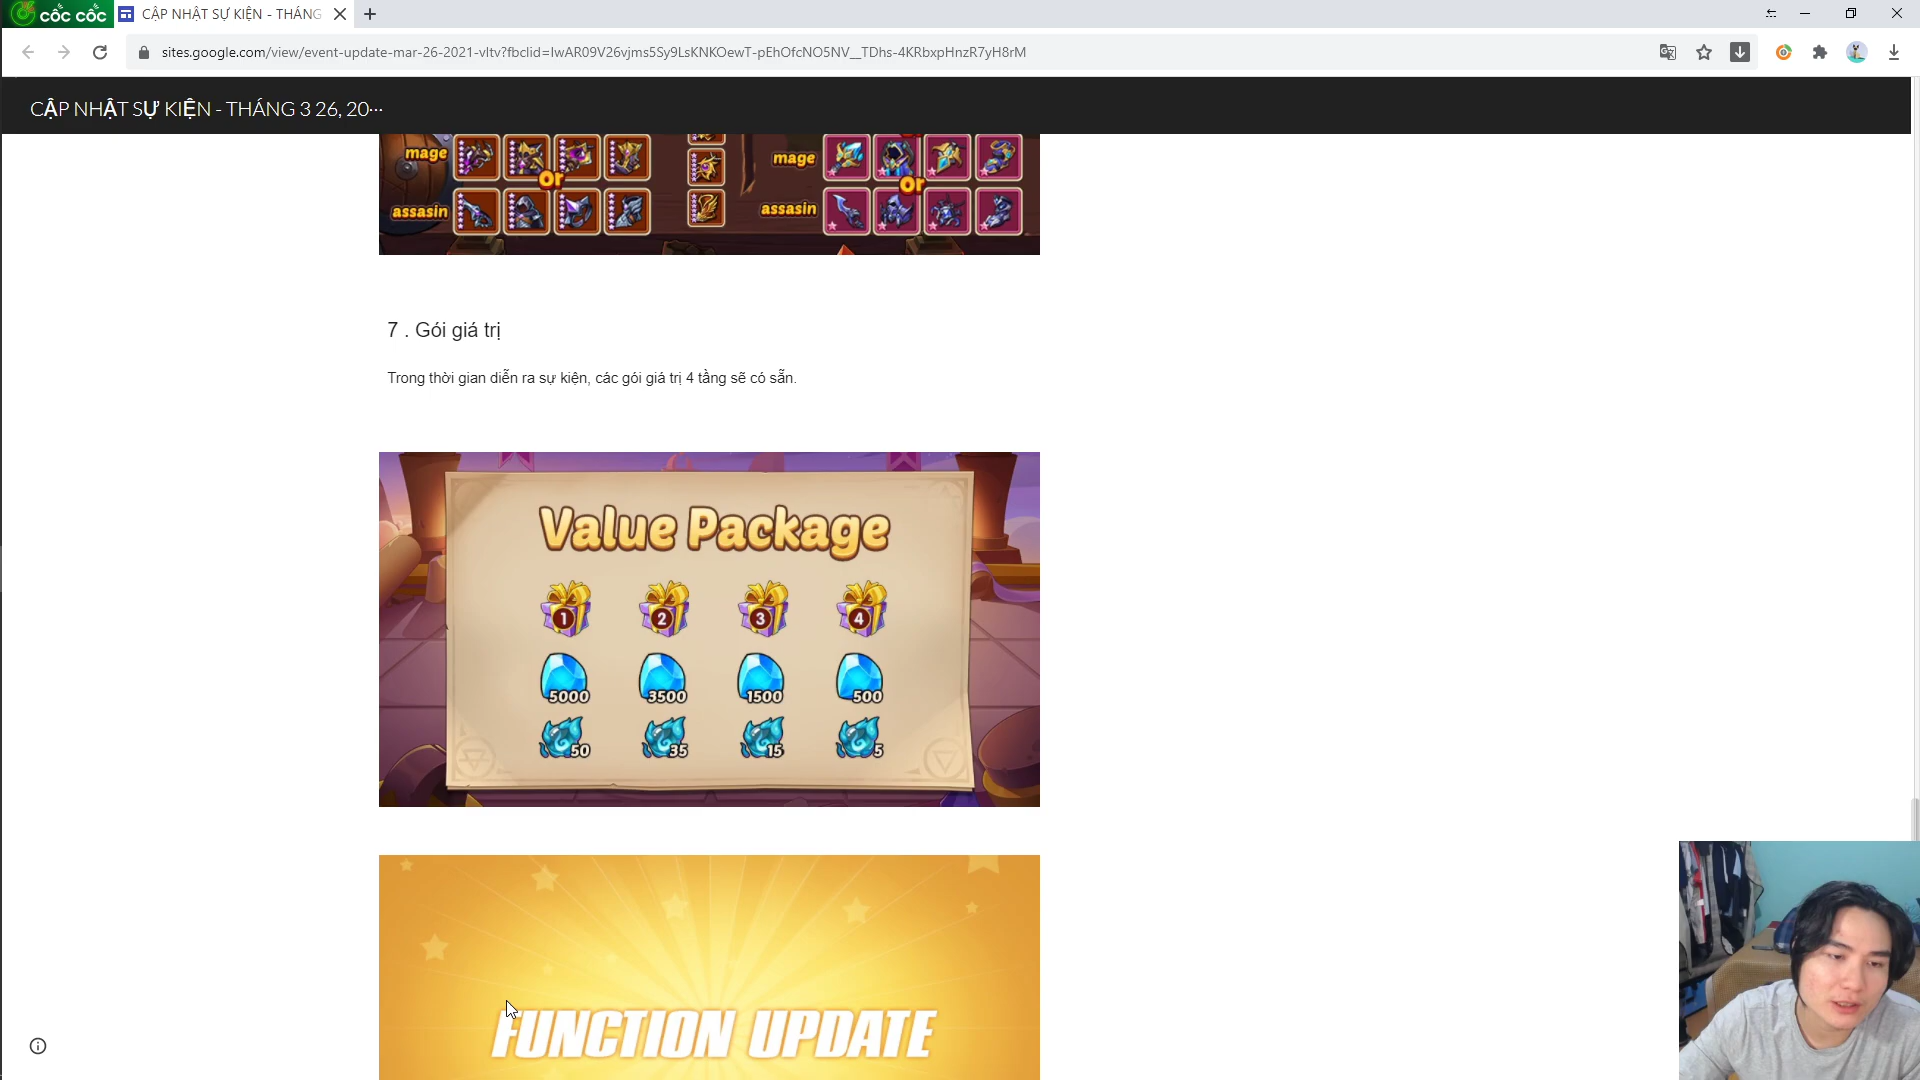 cốc cốc
CẬP NHẬT SỰ KIỆN - THÁNG
sites.google.com/view/event-update-mar-26-2021-vltv?fbclid=IwAR09V26vjms5Sy9LsKNKOewT-pEhOfcNO5NV__TDhs-4KRbxpHnzR7yH8rM
CẬP NHẬT SỰ KIỆN - THÁNG 3 26, 20...
mage
or
assasin
mage
or
assasin
7 . Gói giá trị
Trong thời gian diễn ra sự kiện, các gói giá trị 4 tầng sẽ có sẵn.
Value Package
1 2 3 4
5000 3500 1500 500
50 35 15 5
FUNCTION UPDATE